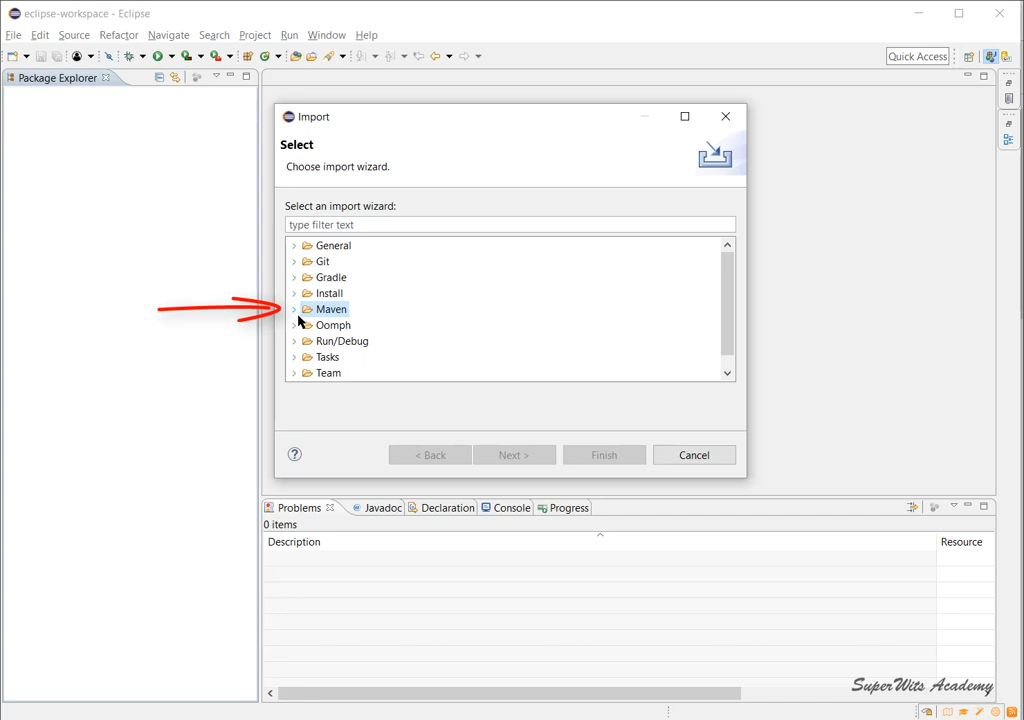 eclipse-workspace - Eclipse
File Edit Source Refactor Navigate Search Project Run Window Help
Quick Access
Package Explorer
Import
Select
Choose import wizard.
Select an import wizard:
type filter text
General
Git
Gradle
Install
Maven
Oomph
Run/Debug
Tasks
Team
? < Back Next > Finish Cancel
Problems @ Javadoc Declaration Console Progress
0 items
Description Resource
SuperWits Academy